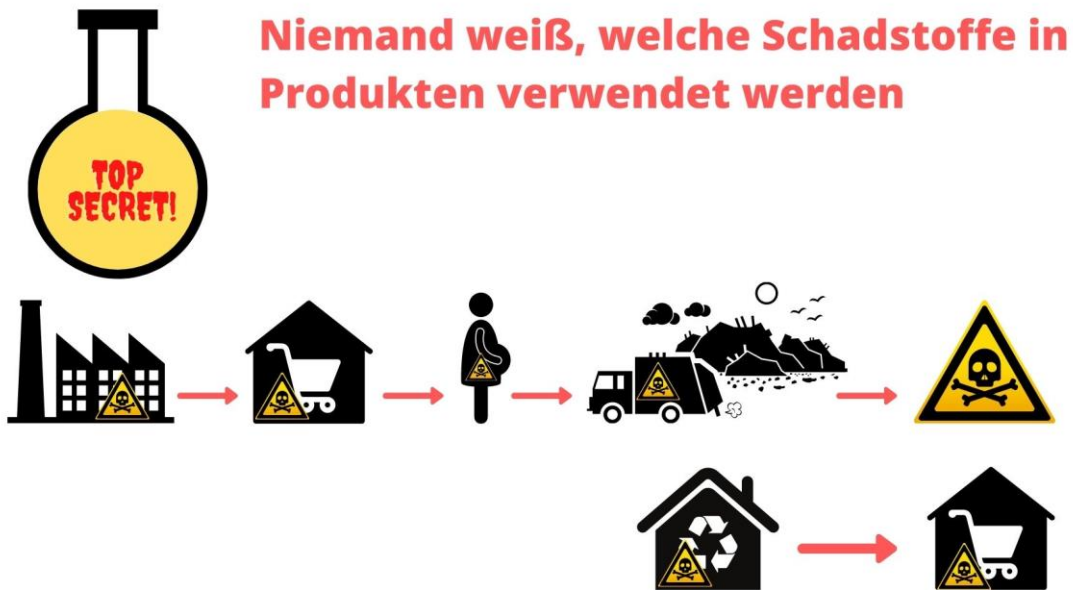 Niemand weiß, welche Schadstoffe in
Produkten verwendet werden
TOP
SECRET!